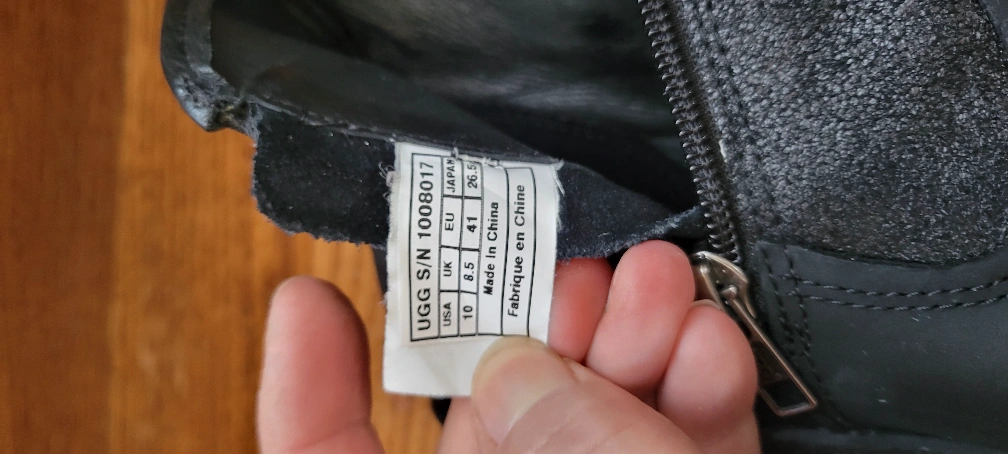 UGG S/N 1008017
USA UK EU JAPAN
10 8.5 41 26.5
Made In China
Fabrique en Chine